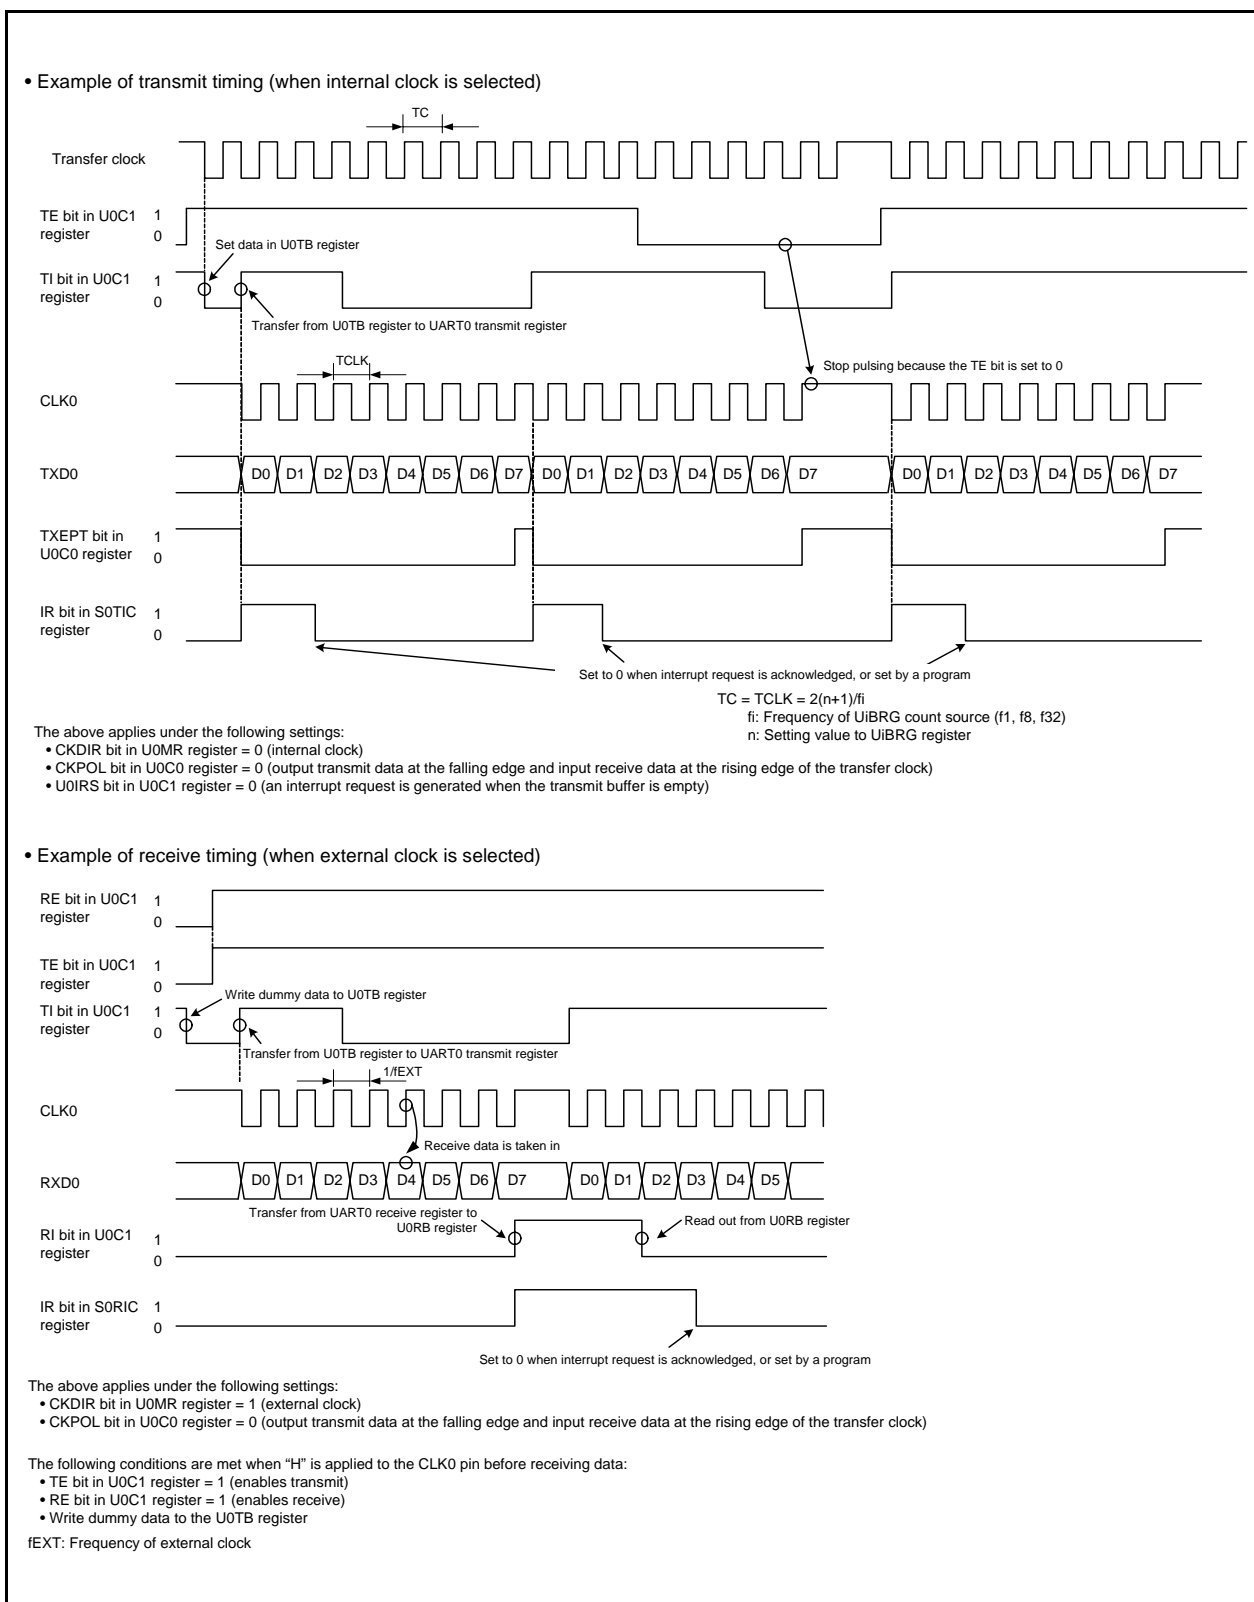 • Example of transmit timing (when internal clock is selected)
TC
Transfer clock
TE bit in U0C1
register
1
0
Set data in U0TB register
TI bit in U0C1
register
1
0
Transfer from U0TB register to UART0 transmit register
TCLK
Stop pulsing because the TE bit is set to 0
CLK0
TXD0
D0 D1 D2 D3 D4 D5 D6 D7 D0 D1 D2 D3 D4 D5 D6 D7 D0 D1 D2 D3 D4 D5 D6 D7
TXEPT bit in
U0C0 register
1
0
IR bit in S0TIC
register
1
0
Set to 0 when interrupt request is acknowledged, or set by a program
TC = TCLK = 2(n+1)/fi
fi: Frequency of UiBRG count source (f1, f8, f32)
n: Setting value to UiBRG register
The above applies under the following settings:
• CKDIR bit in U0MR register = 0 (internal clock)
• CKPOL bit in U0C0 register = 0 (output transmit data at the falling edge and input receive data at the rising edge of the transfer clock)
• U0IRS bit in U0C1 register = 0 (an interrupt request is generated when the transmit buffer is empty)
• Example of receive timing (when external clock is selected)
RE bit in U0C1
register
1
0
TE bit in U0C1
register
1
0
Write dummy data to U0TB register
TI bit in U0C1
register
1
0
Transfer from U0TB register to UART0 transmit register
1/fEXT
CLK0
Receive data is taken in
RXD0
D0 D1 D2 D3 D4 D5 D6 D7 D0 D1 D2 D3 D4 D5
Transfer from UART0 receive register to
U0RB register
Read out from U0RB register
RI bit in U0C1
register
1
0
IR bit in S0RIC
register
1
0
Set to 0 when interrupt request is acknowledged, or set by a program
The above applies under the following settings:
• CKDIR bit in U0MR register = 1 (external clock)
• CKPOL bit in U0C0 register = 0 (output transmit data at the falling edge and input receive data at the rising edge of the transfer clock)
The following conditions are met when “H” is applied to the CLK0 pin before receiving data:
• TE bit in U0C1 register = 1 (enables transmit)
• RE bit in U0C1 register = 1 (enables receive)
• Write dummy data to the U0TB register
fEXT: Frequency of external clock